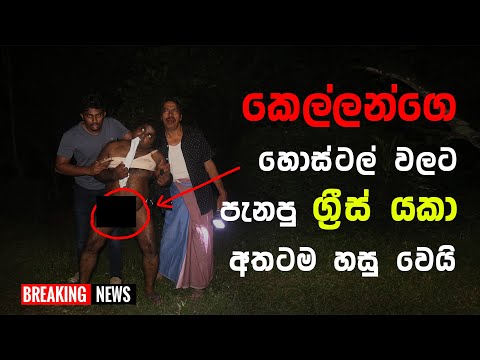 කෙල්ලන්ගෙ
හොස්ටල් වලට
පැනපු ග්‍රීස් යකා
අතටම හසු වෙයි
BREAKING NEWS